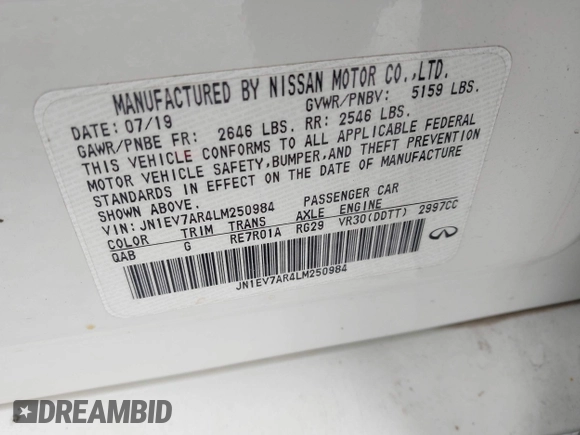 MANUFACTURED BY NISSAN MOTOR CO.,LTD.
DATE: 07/19 GVWR/PNBV: 5159 LBS.
GAWR/PNBE FR: 2646 LBS. RR: 2546 LBS.
THIS VEHICLE CONFORMS TO ALL APPLICABLE FEDERAL
MOTOR VEHICLE SAFETY,BUMPER,AND THEFT PREVENTION
STANDARDS IN EFFECT ON THE DATE OF MANUFACTURE
SHOWN ABOVE.
VIN: JN1EV7AR4LM250984 PASSENGER CAR
COLOR TRIM TRANS AXLE ENGINE
QAB G RE7R01A RG29 VR30(DDTT) 2997CC
JN1EV7AR4LM250984
DREAMBID